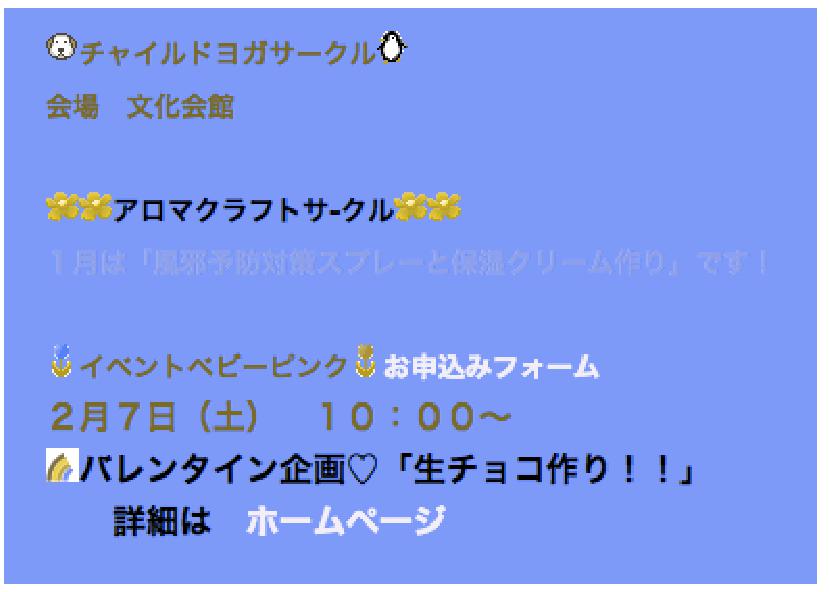 チャイルドヨガサークル
会場　文化会館
アロマクラフトサ-クル
１月は「風邪予防対策スプレーと保湿クリーム作り」です！
イベントベビーピンク お申込みフォーム
２月７日（土）　１０：００～
バレンタイン企画♡「生チョコ作り！！」
詳細は　ホームページ